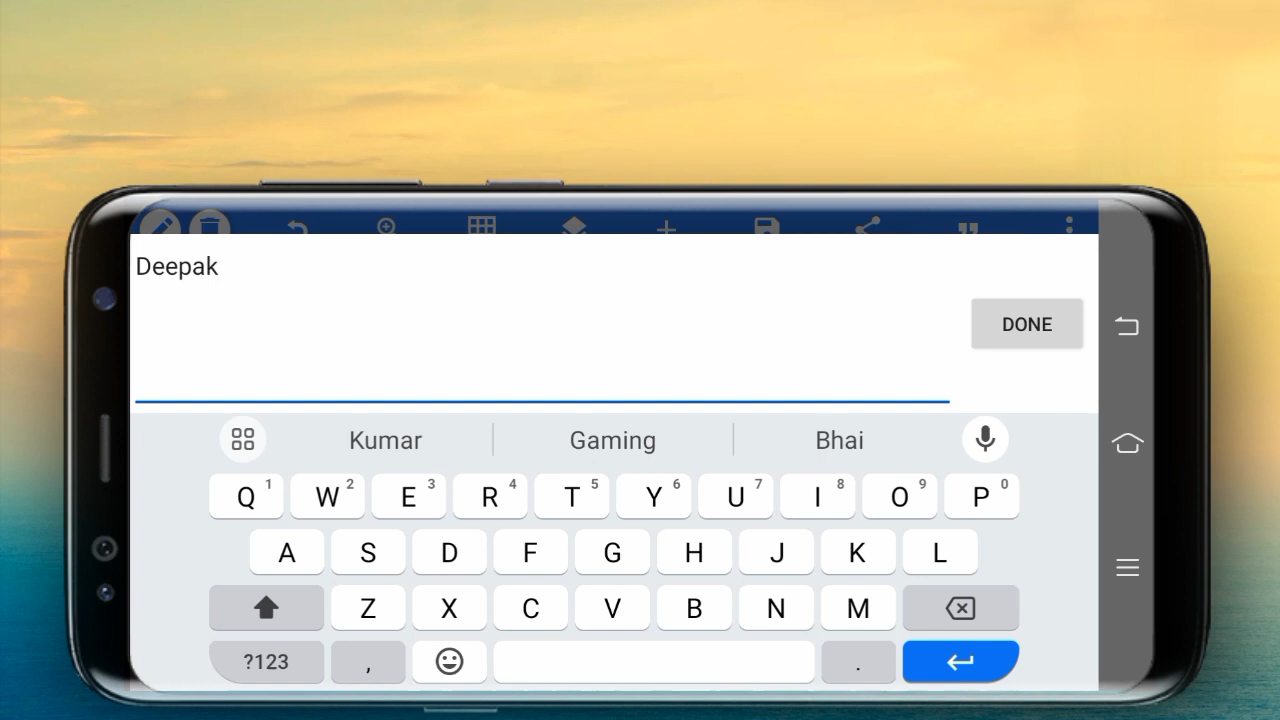 Deepak
DONE
Kumar Gaming Bhai
Q 1 W 2 E 3 R 4 T 5 Y 6 U 7 I 8 O 9 P 0
A S D F G H J K L
Z X C V B N M
?123 , .